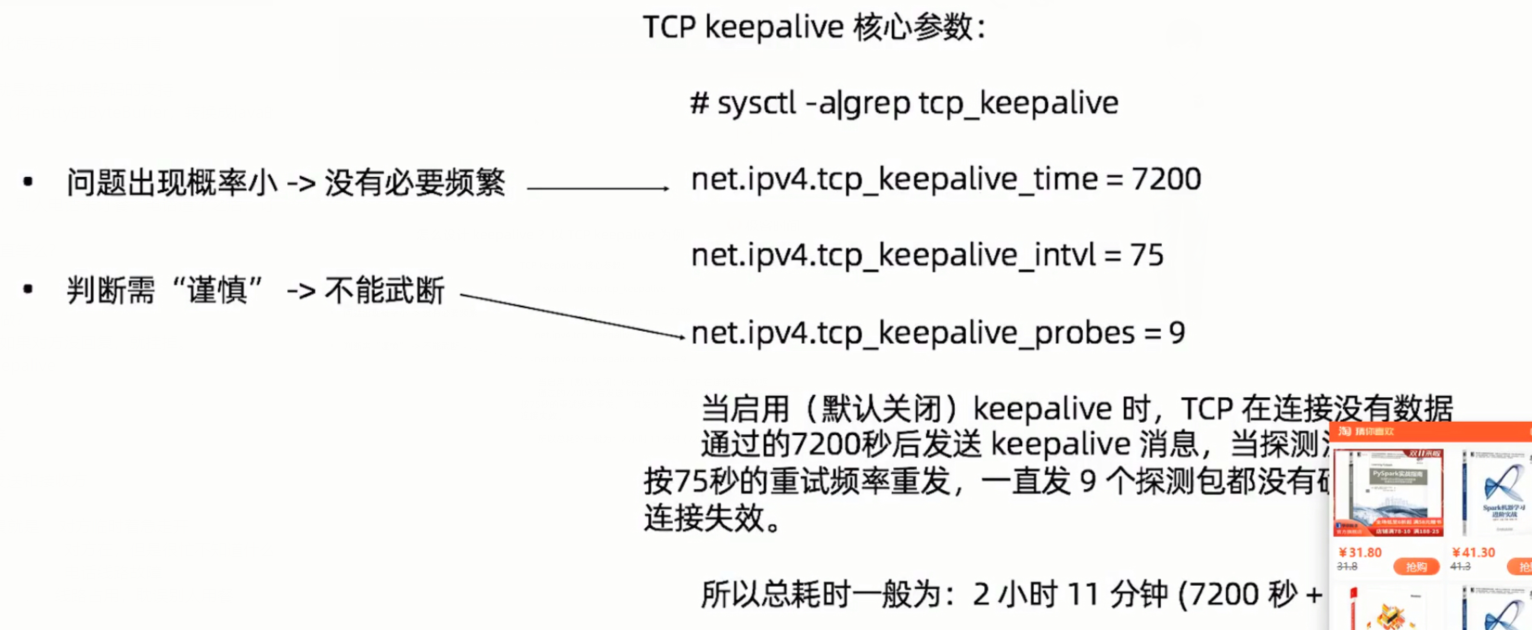 TCP keepalive 核心参数：
# sysctl -a|grep tcp_keepalive
• 问题出现概率小 -> 没有必要频繁
net.ipv4.tcp_keepalive_time = 7200
net.ipv4.tcp_keepalive_intvl = 75
• 判断需“谨慎” -> 不能武断
net.ipv4.tcp_keepalive_probes = 9
当启用（默认关闭）keepalive 时，TCP 在连接没有数据
通过的7200秒后发送 keepalive 消息，当探测
按75秒的重试频率重发，一直发 9 个探测包都没有
连接失效。
所以总耗时一般为：2 小时 11 分钟 (7200 秒 +
淘 猜你喜欢
双11来啦
PySpark实战指南
Spark机器学习
进阶实战
￥31.80
￥41.30
31.8
抢购
41.3